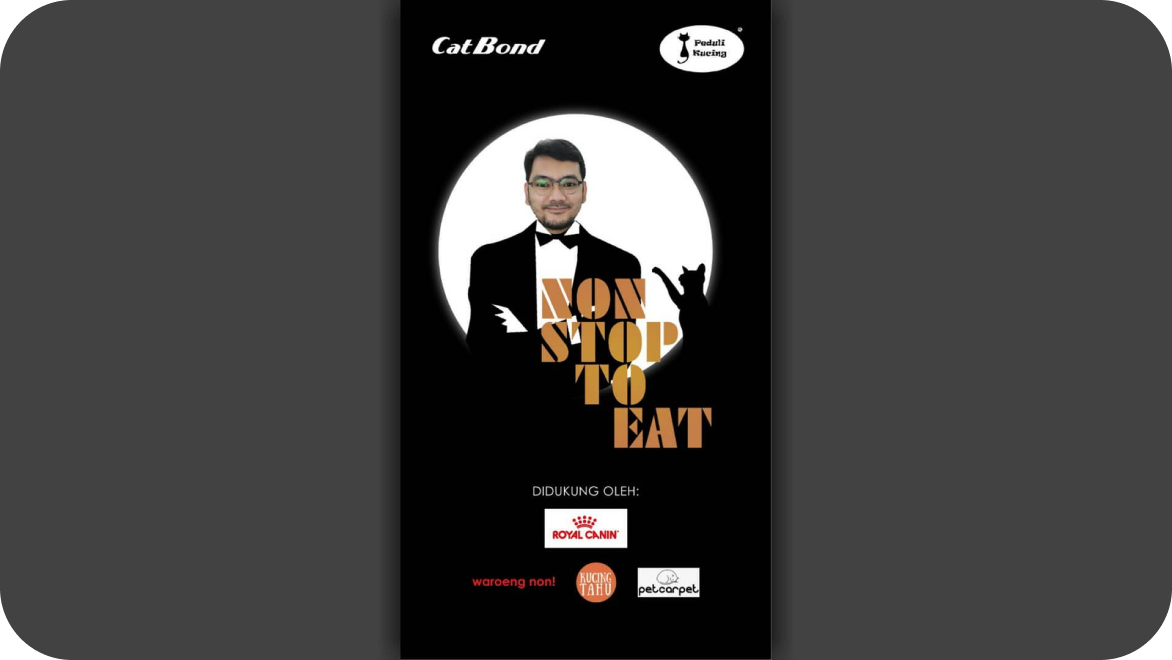 CatBond
Peduli
Kucing
NON
STOP
TO
EAT
DIDUKUNG OLEH:
ROYAL CANIN
waroeng non!
KUCING
TAHU
petcarpet